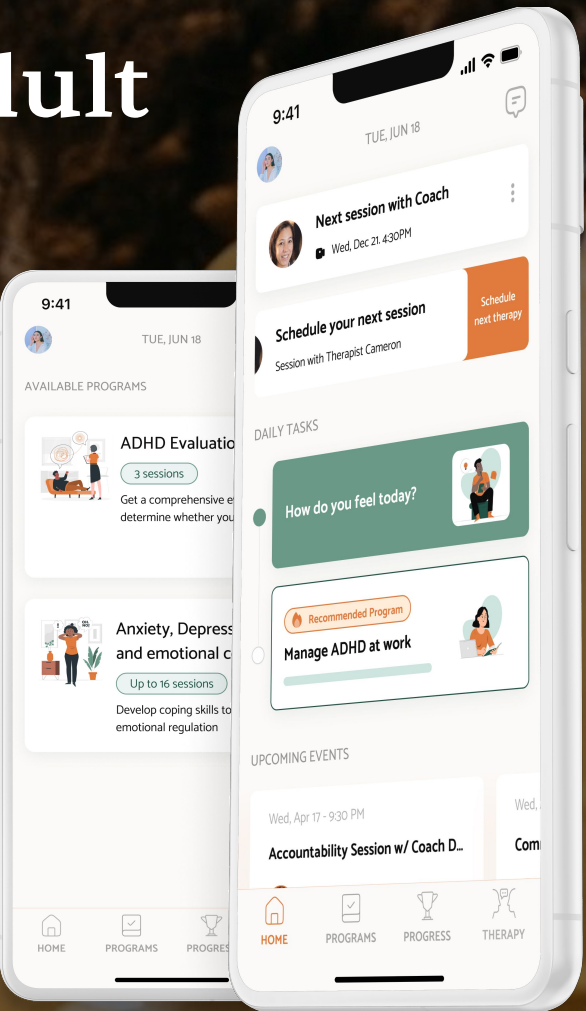 dult
9:41
TUE, JUN 18
AVAILABLE PROGRAMS
ADHD Evaluatio
3 sessions
Get a comprehensive e
determine whether you
Anxiety, Depress
and emotional c
Up to 16 sessions
Develop coping skills to
emotional regulation
HOME
PROGRAMS
PROGRES
9:41
TUE, JUN 18
Next session with Coach
Wed, Dec 21. 4:30PM
Schedule your next session
Session with Therapist Cameron
Schedule
next therapy
DAILY TASKS
How do you feel today?
Recommended Program
Manage ADHD at work
UPCOMING EVENTS
Wed, Apr 17 - 9:30 PM
Accountability Session w/ Coach D...
Wed,
Com
HOME
PROGRAMS
PROGRESS
THERAPY